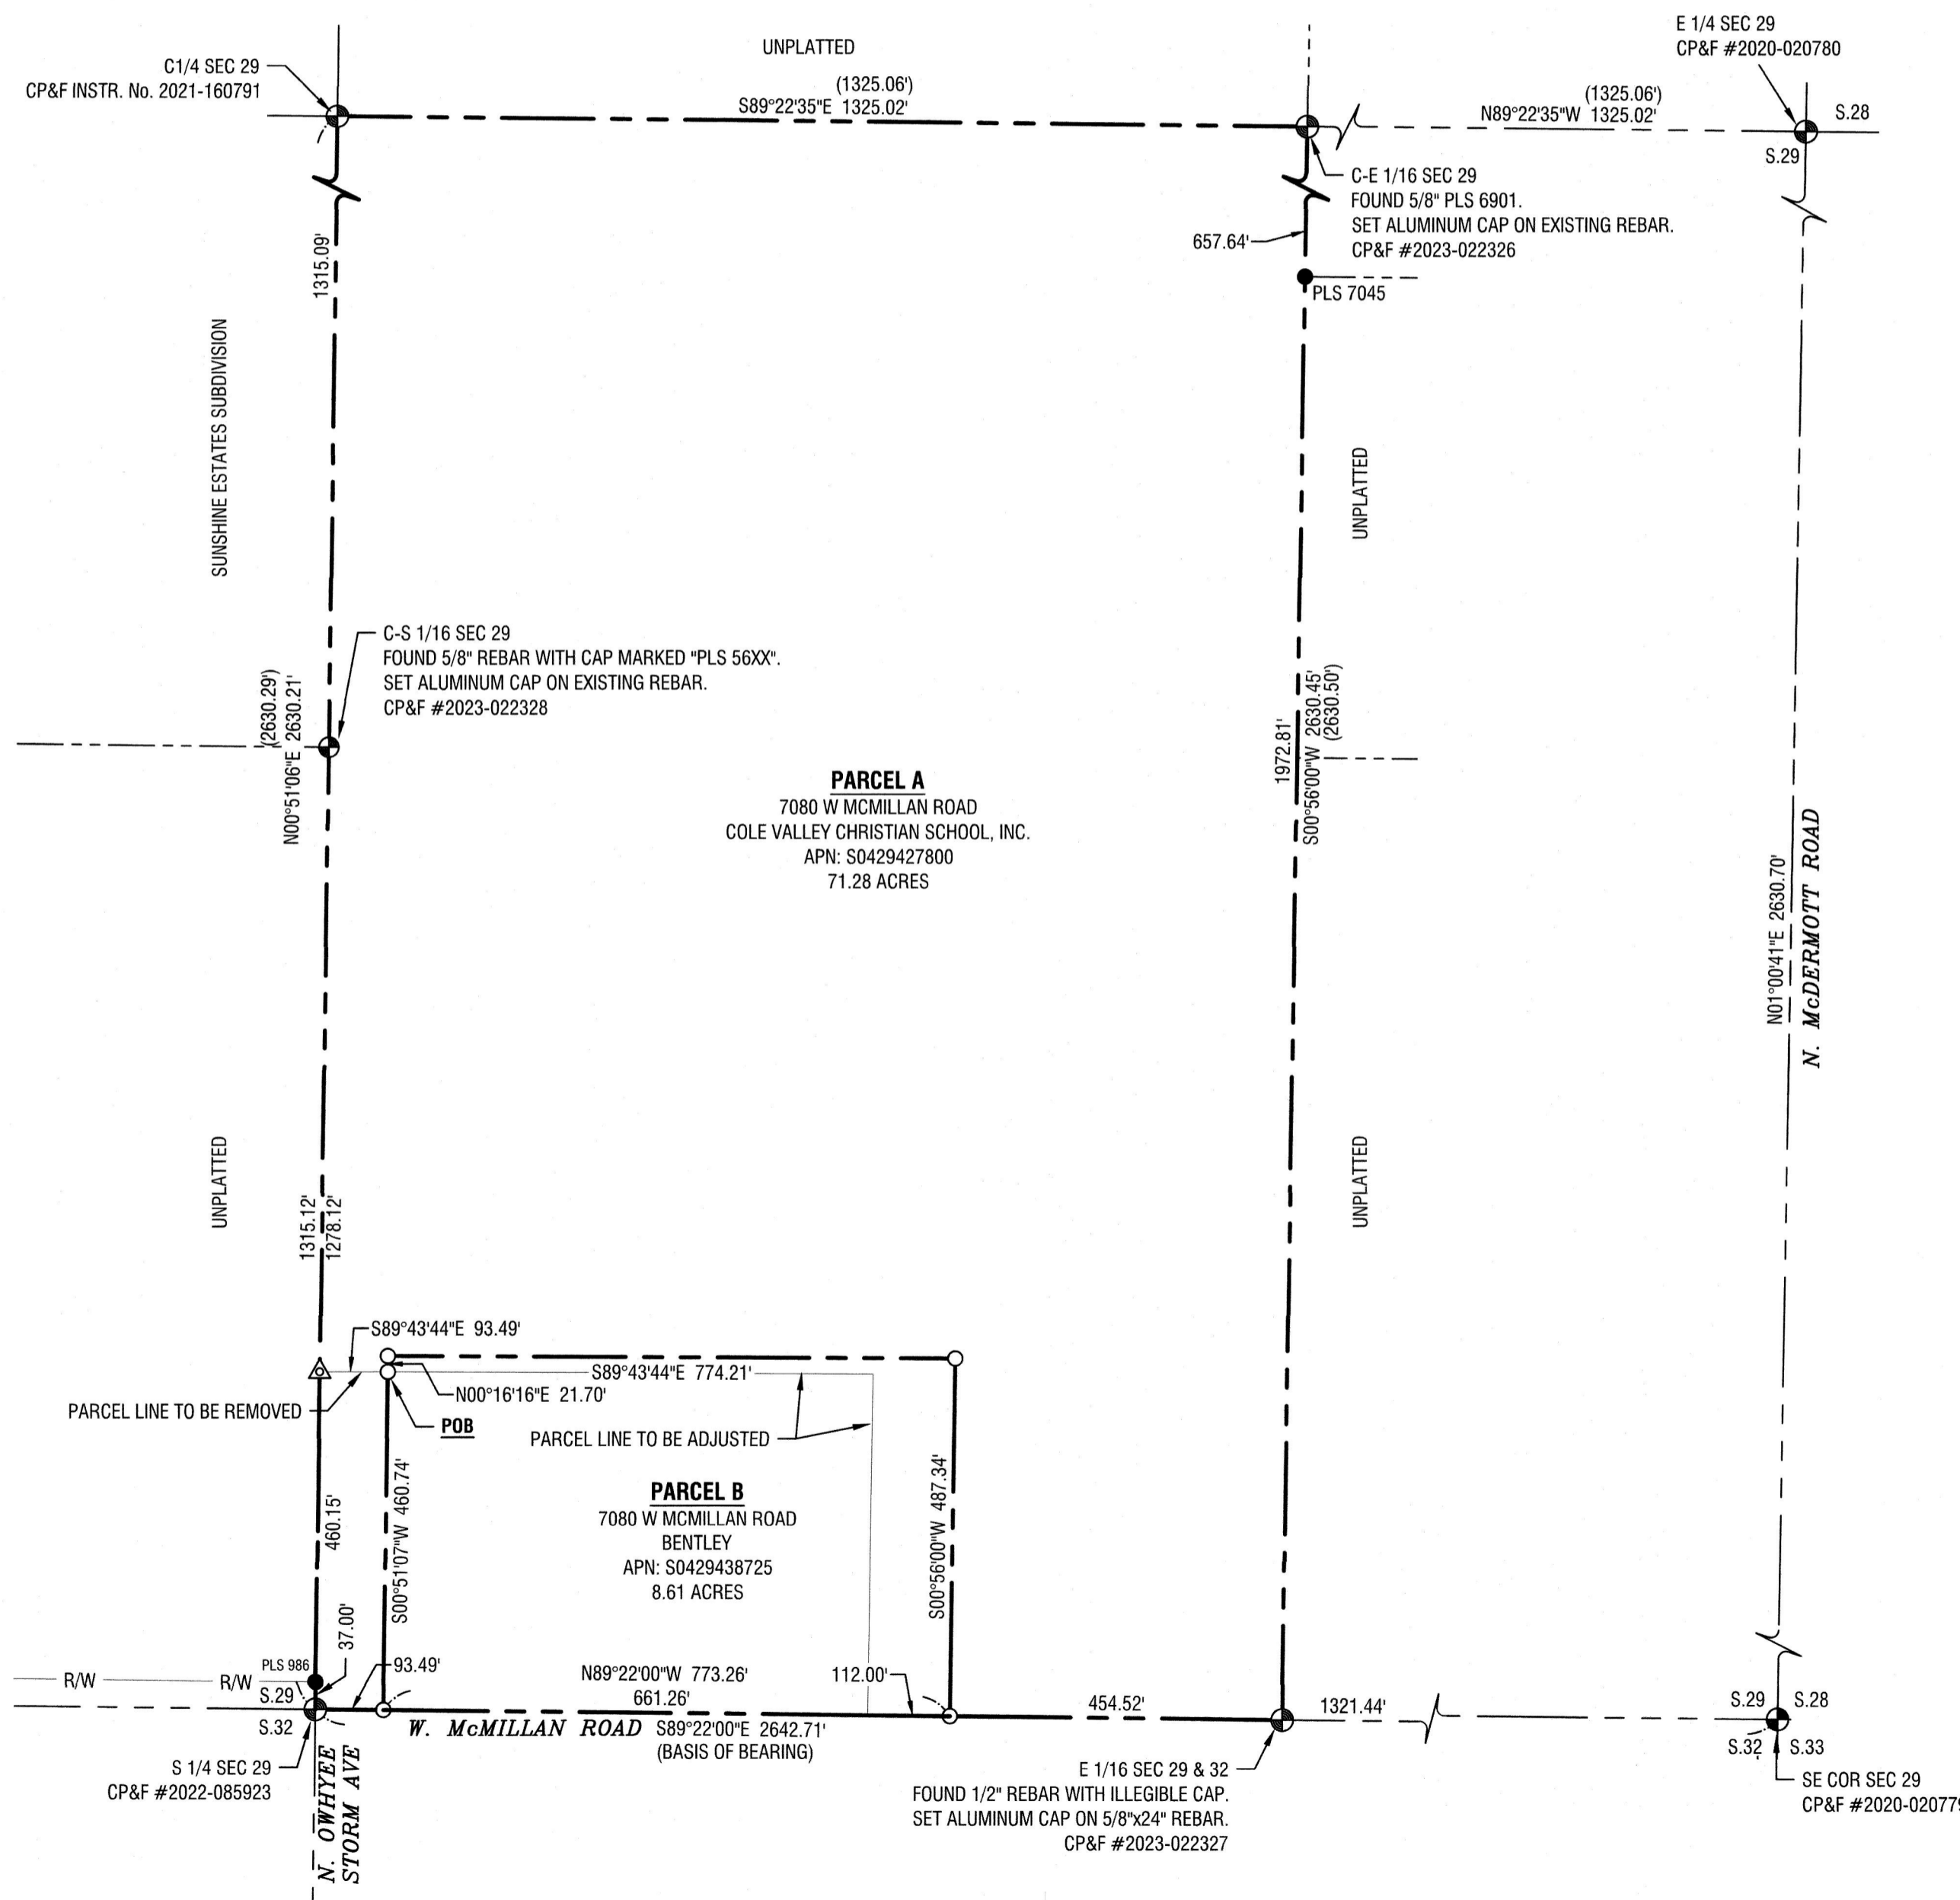 UNPLATTED
E 1/4 SEC 29
CP&F #2020-020780
C1/4 SEC 29
CP&F INSTR. No. 2021-160791
(1325.06')
S89°22'35"E 1325.02'
(1325.06')
N89°22'35"W 1325.02'
S.28
S.29
C-E 1/16 SEC 29
FOUND 5/8" PLS 6901.
SET ALUMINUM CAP ON EXISTING REBAR.
CP&F #2023-022326
657.64'
PLS 7045
1315.09'
SUNSHINE ESTATES SUBDIVISION
UNPLATTED
C-S 1/16 SEC 29
FOUND 5/8" REBAR WITH CAP MARKED "PLS 56XX".
SET ALUMINUM CAP ON EXISTING REBAR.
CP&F #2023-022328
(2630.29')
N00°51'06"E 2630.21'
1972.81'
S00°56'00"W 2630.45'
(2630.50')
PARCEL A
7080 W MCMILLAN ROAD
COLE VALLEY CHRISTIAN SCHOOL, INC.
APN: S0429427800
71.28 ACRES
N01°00'41"E 2630.70'
N. McDERMOTT ROAD
UNPLATTED
1315.12'
1278.12'
UNPLATTED
S89°43'44"E 93.49'
S89°43'44"E 774.21'
N00°16'16"E 21.70'
PARCEL LINE TO BE REMOVED
POB
PARCEL LINE TO BE ADJUSTED
460.15'
S00°51'07"W 460.74'
PARCEL B
7080 W MCMILLAN ROAD
BENTLEY
APN: S0429438725
8.61 ACRES
S00°56'00"W 487.34'
37.00'
PLS 986
R/W
R/W
93.49'
N89°22'00"W 773.26'
661.26'
112.00'
454.52'
1321.44'
S.29
S.32
S.29
S.28
S.32
S.33
W. McMILLAN ROAD
S89°22'00"E 2642.71'
(BASIS OF BEARING)
S 1/4 SEC 29
CP&F #2022-085923
N. OWHYEE
STORM AVE
E 1/16 SEC 29 & 32
FOUND 1/2" REBAR WITH ILLEGIBLE CAP.
SET ALUMINUM CAP ON 5/8"x24" REBAR.
CP&F #2023-022327
SE COR SEC 29
CP&F #2020-020779